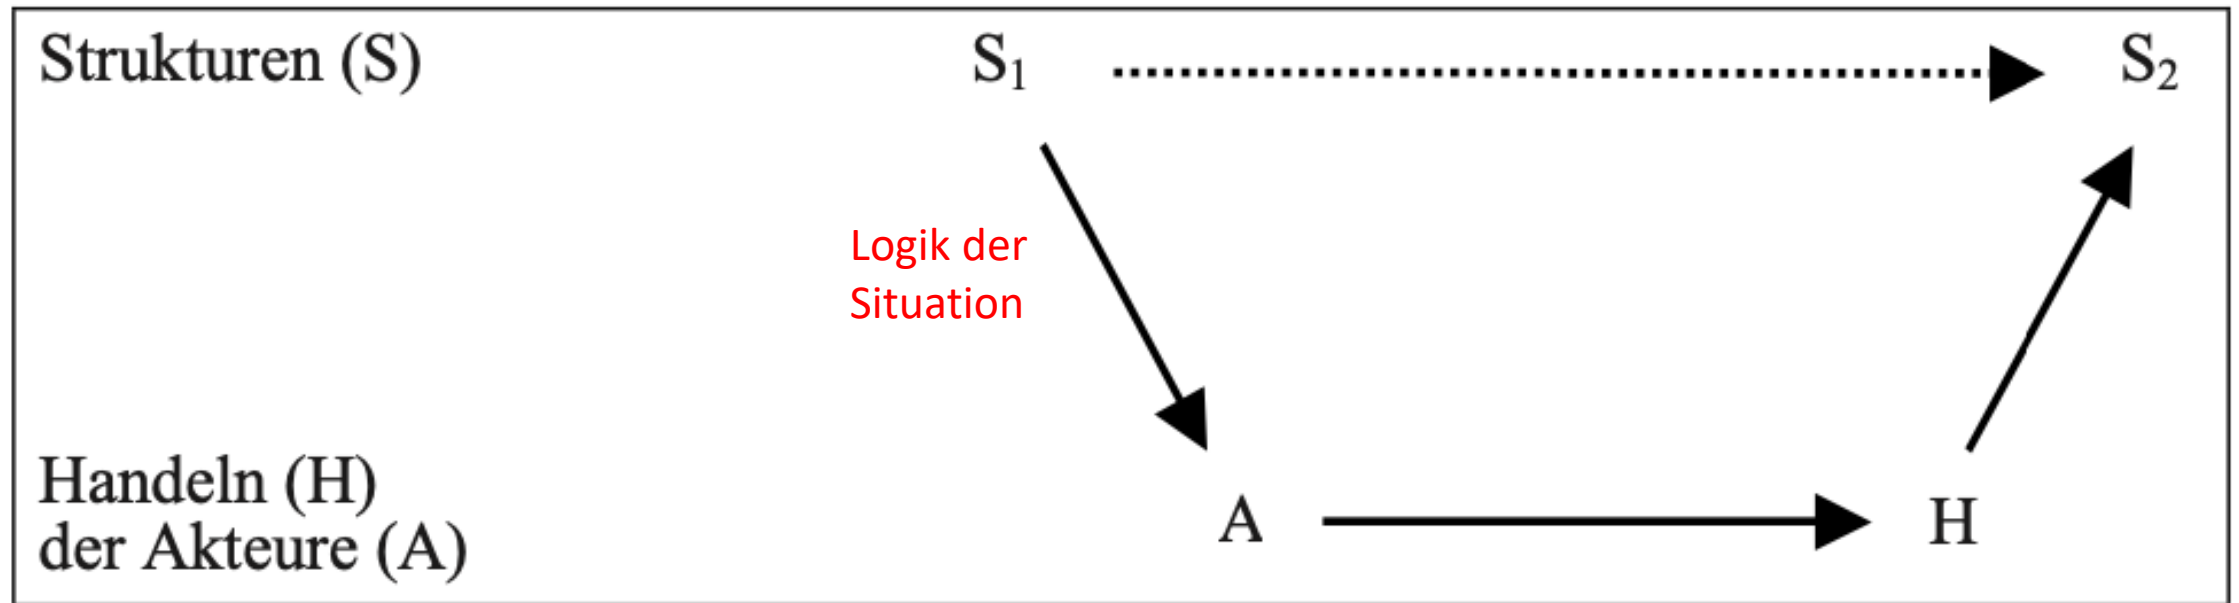 Strukturen (S)
S₁
S₂
Logik der
Situation
Handeln (H)
der Akteure (A)
A
H